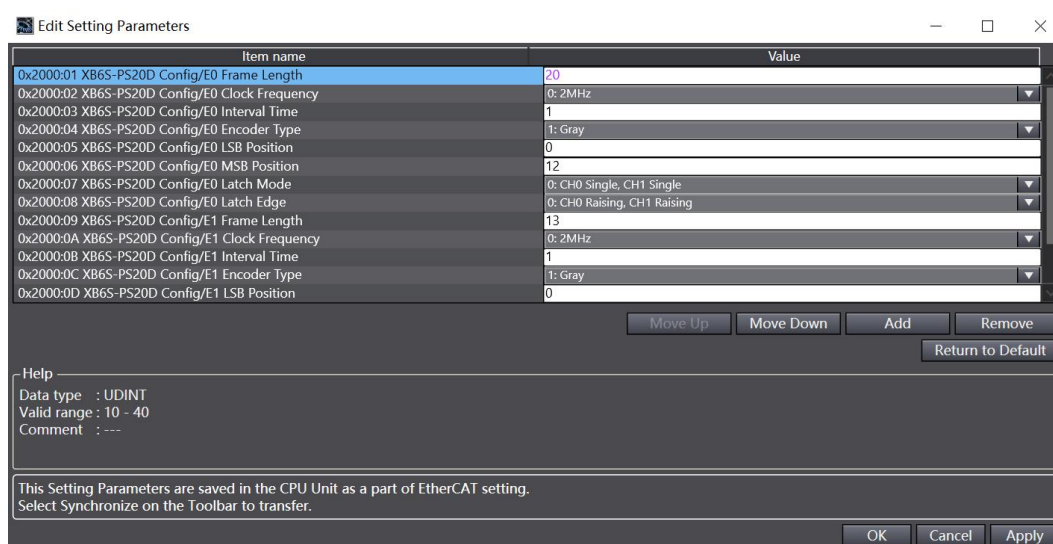 Edit Setting Parameters
Item name Value
0x2000:01 XB6S-PS20D Config/E0 Frame Length 20
0x2000:02 XB6S-PS20D Config/E0 Clock Frequency 0: 2MHz
0x2000:03 XB6S-PS20D Config/E0 Interval Time 1
0x2000:04 XB6S-PS20D Config/E0 Encoder Type 1: Gray
0x2000:05 XB6S-PS20D Config/E0 LSB Position 0
0x2000:06 XB6S-PS20D Config/E0 MSB Position 12
0x2000:07 XB6S-PS20D Config/E0 Latch Mode 0: CH0 Single, CH1 Single
0x2000:08 XB6S-PS20D Config/E0 Latch Edge 0: CH0 Raising, CH1 Raising
0x2000:09 XB6S-PS20D Config/E1 Frame Length 13
0x2000:0A XB6S-PS20D Config/E1 Clock Frequency 0: 2MHz
0x2000:0B XB6S-PS20D Config/E1 Interval Time 1
0x2000:0C XB6S-PS20D Config/E1 Encoder Type 1: Gray
0x2000:0D XB6S-PS20D Config/E1 LSB Position 0
Move Up Move Down Add Remove
Return to Default
Help
Data type : UDINT
Valid range : 10 - 40
Comment : ---
This Setting Parameters are saved in the CPU Unit as a part of EtherCAT setting.
Select Synchronize on the Toolbar to transfer.
OK Cancel Apply